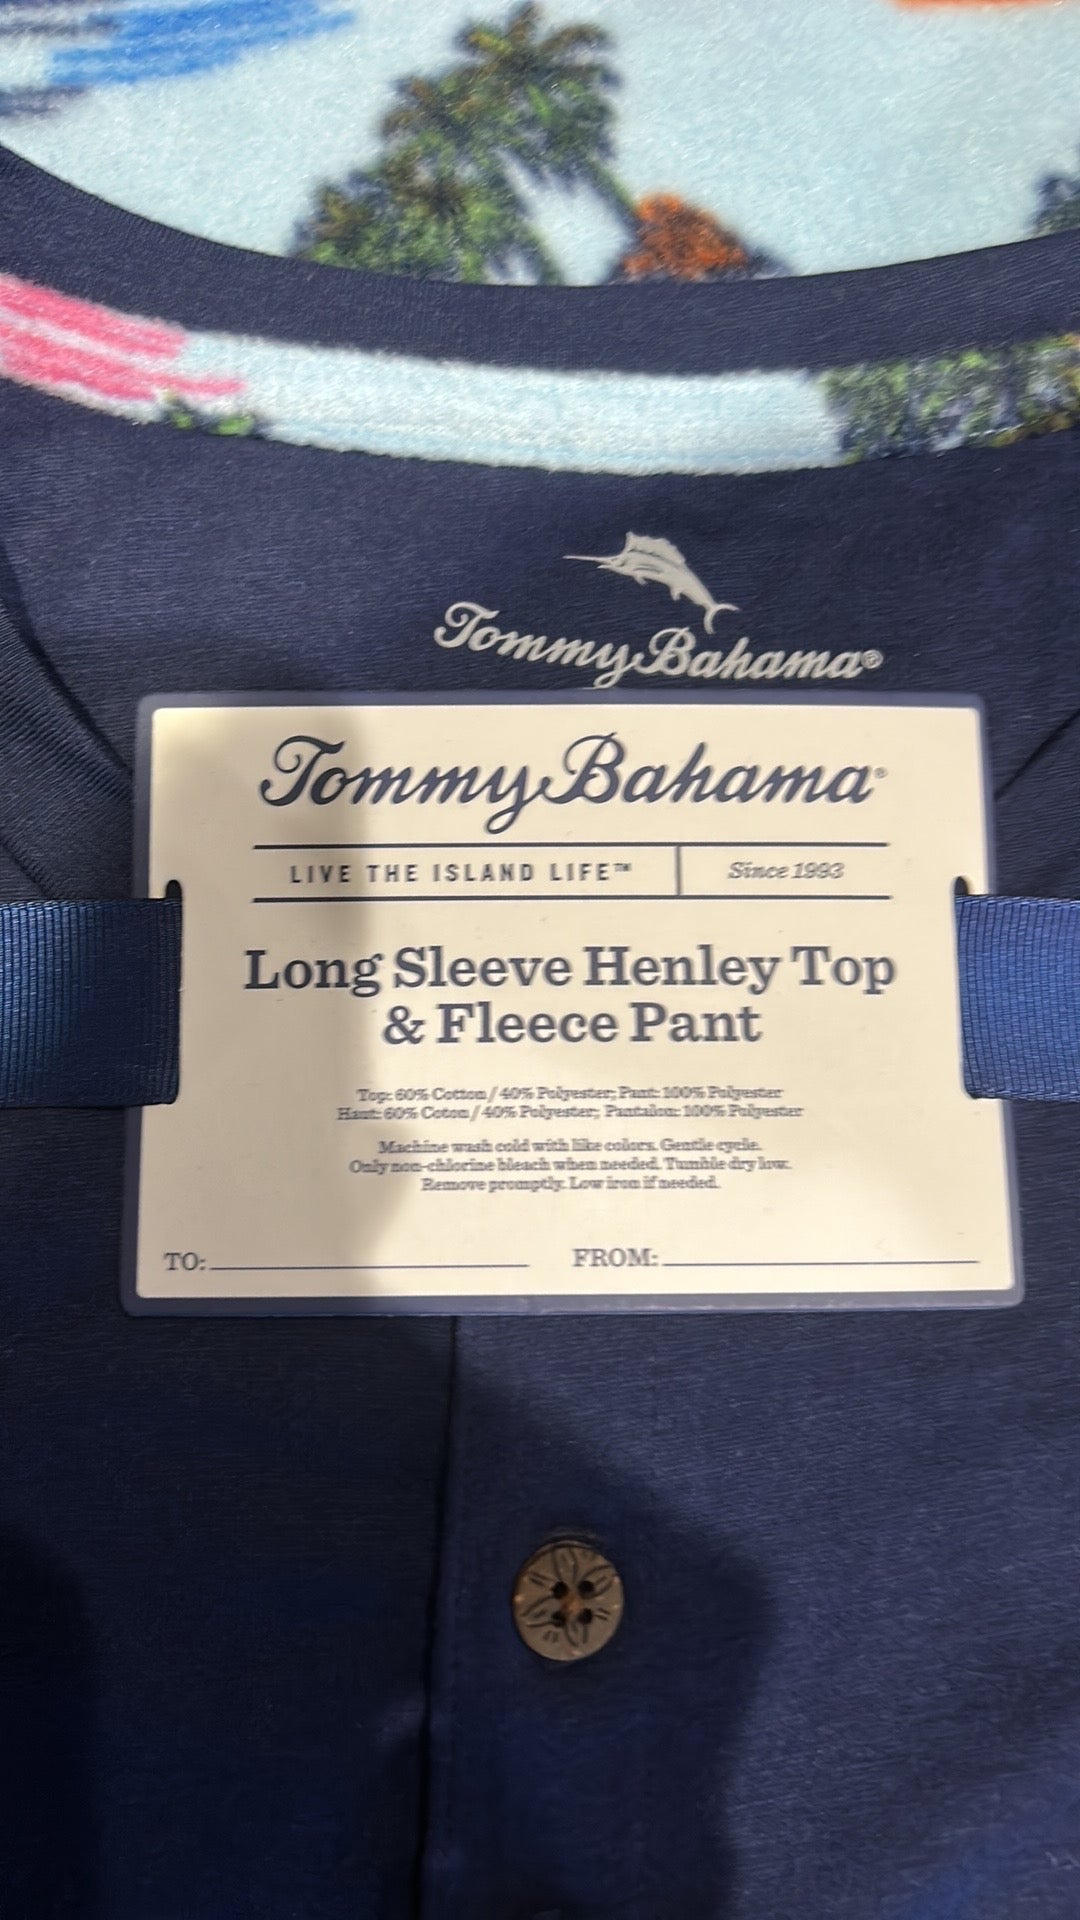 Tommy Bahama®
Tommy Bahama®
LIVE THE ISLAND LIFE™ Since 1993
Long Sleeve Henley Top
& Fleece Pant
Top: 60% Cotton / 40% Polyester; Pant: 100% Polyester
Haut: 60% Coton / 40% Polyester; Pantalon: 100% Polyester
Machine wash cold with like colors. Gentle cycle.
Only non-chlorine bleach when needed. Tumble dry low.
Remove promptly. Low iron if needed.
TO: FROM: